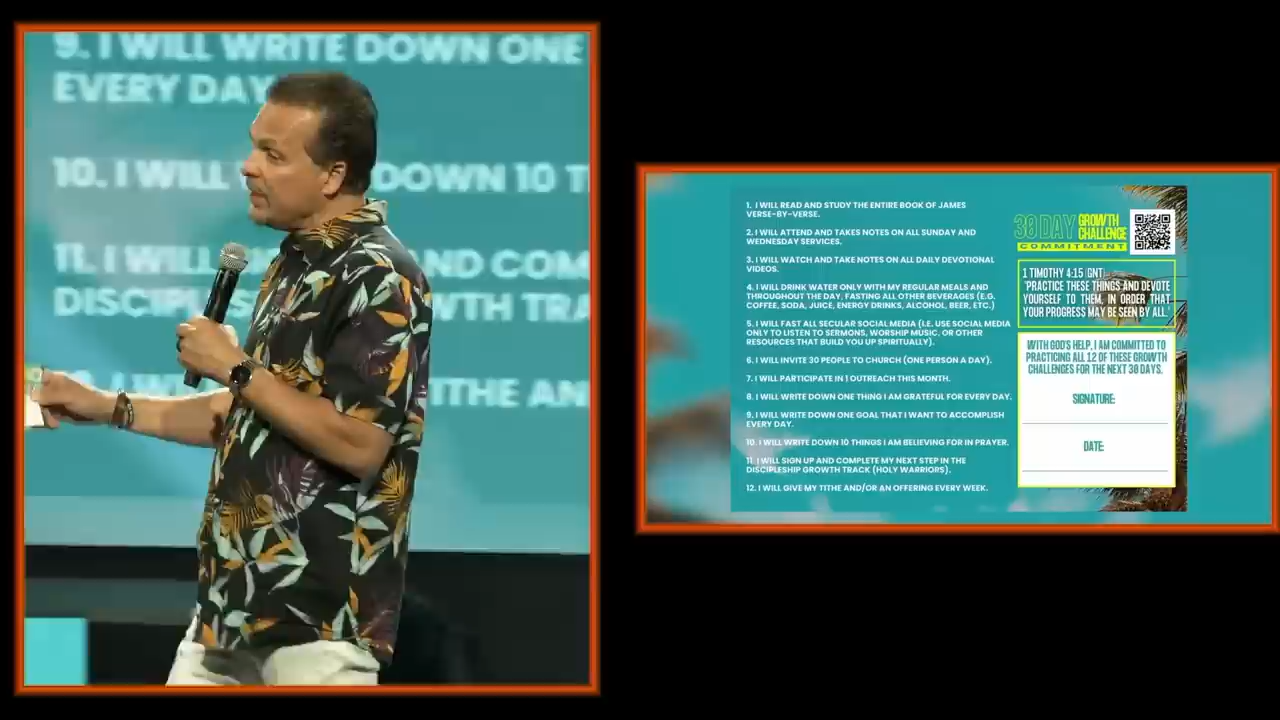 9. I WILL WRITE DOWN ONE
EVERY DAY
10. I WILL DOWN 10
11. I WILL AND COM
TITHE AN
1. I WILL READ AND STUDY THE ENTIRE BOOK OF JAMES
VERSE-BY-VERSE.
2. I WILL ATTEND AND TAKES NOTES ON ALL SUNDAY AND
WEDNESDAY SERVICES.
3. I WILL WATCH AND TAKE NOTES ON ALL DAILY DEVOTIONAL
VIDEOS.
4. I WILL DRINK WATER ONLY WITH MY REGULAR MEALS AND
THROUGHOUT THE DAY, FASTING ALL OTHER BEVERAGES (E.G.
COFFEE, SODA, JUICE, ENERGY DRINKS, ALCOHOL, BEER, ETC.)
5. I WILL FAST ALL SECULAR SOCIAL MEDIA (I.E. USE SOCIAL MEDIA
ONLY TO LISTEN TO SERMONS, WORSHIP MUSIC, OR OTHER
RESOURCES THAT BUILD YOU UP SPIRITUALLY).
6. I WILL INVITE 30 PEOPLE TO CHURCH (ONE PERSON A DAY).
7. I WILL PARTICIPATE IN 1 OUTREACH THIS MONTH.
8. I WILL WRITE DOWN ONE THING I AM GRATEFUL FOR EVERY DAY.
9. I WILL WRITE DOWN ONE GOAL THAT I WANT TO ACCOMPLISH
EVERY DAY.
10. I WILL WRITE DOWN 10 THINGS I AM BELIEVING FOR IN PRAYER.
11. I WILL SIGN UP AND COMPLETE MY NEXT STEP IN THE
DISCIPLESHIP GROWTH TRACK (HOLY WARRIORS).
12. I WILL GIVE MY TITHE AND/OR AN OFFERING EVERY WEEK.
30 DAY GROWTH
CHALLENGE
COMMITMENT
1 TIMOTHY 4:15 (GNT)
"PRACTICE THESE THINGS AND DEVOTE
YOURSELF TO THEM, IN ORDER THAT
YOUR PROGRESS MAY BE SEEN BY ALL."
WITH GOD'S HELP, I AM COMMITTED TO
PRACTICING ALL 12 OF THESE GROWTH
CHALLENGES FOR THE NEXT 30 DAYS.
SIGNATURE:
DATE: